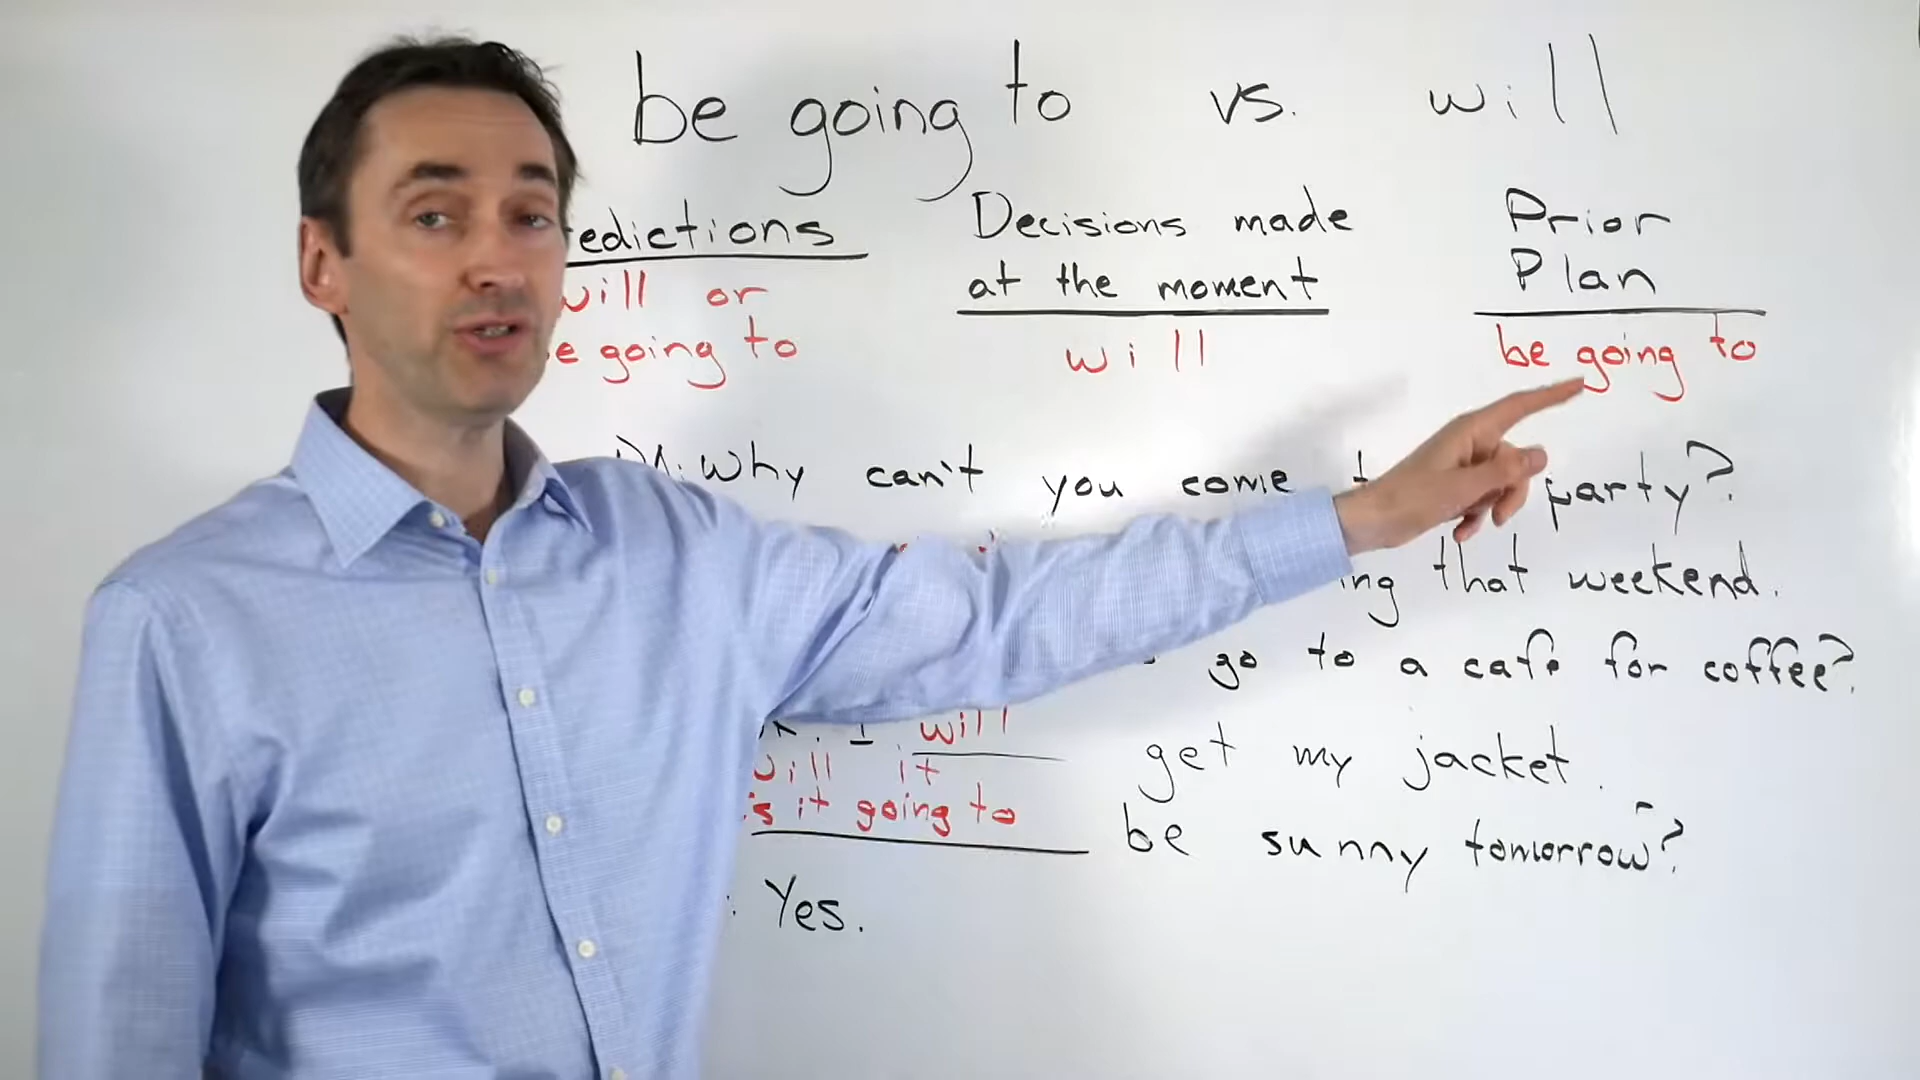 be going to vs. will
edictions
will or
e going to
Decisions made
at the moment
will
Prior
Plan
be going to
Why can't you come party?
ing that weekend.
go to a cafe for coffee?
I will get my jacket.
will it
is it going to be sunny tomorrow?
: Yes.